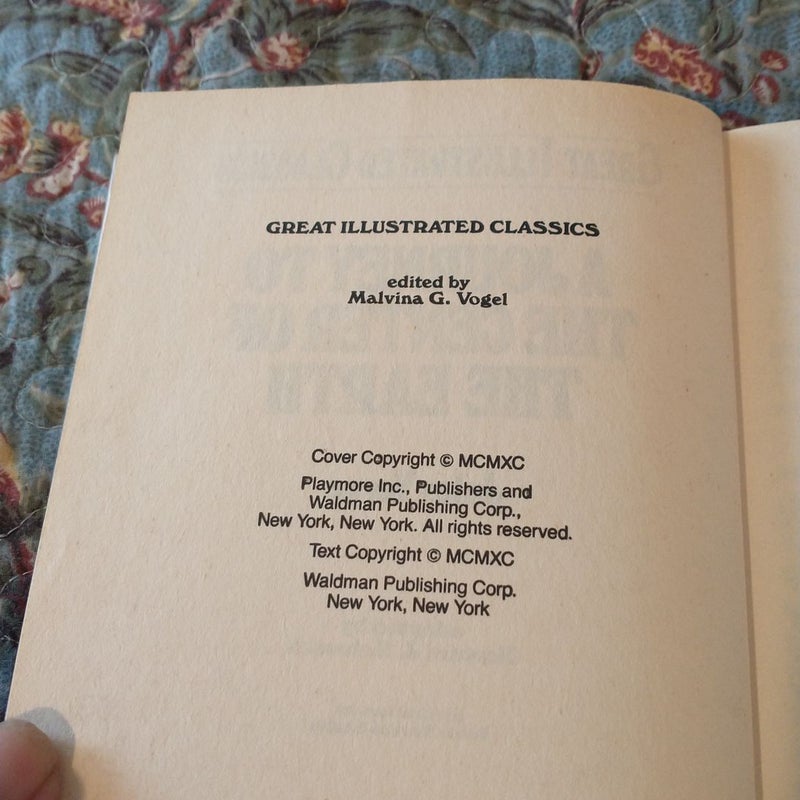 GREAT ILLUSTRATED CLASSICS
edited by
Malvina G. Vogel
Cover Copyright © MCMXC
Playmore Inc., Publishers and
Waldman Publishing Corp.,
New York, New York. All rights reserved.
Text Copyright © MCMXC
Waldman Publishing Corp.
New York, New York